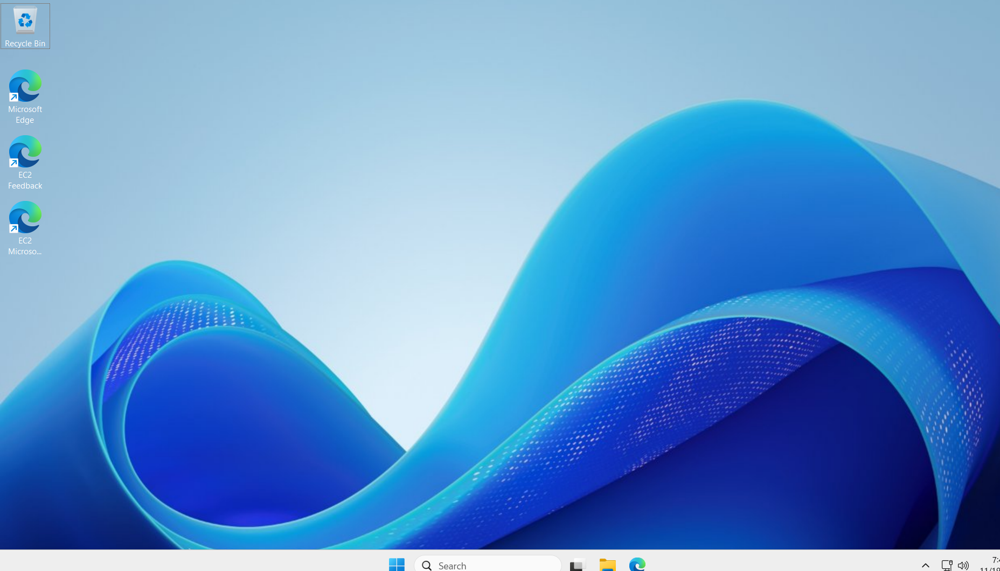 Recycle Bin
Microsoft
Edge
EC2
Feedback
EC2
Microso...
Search